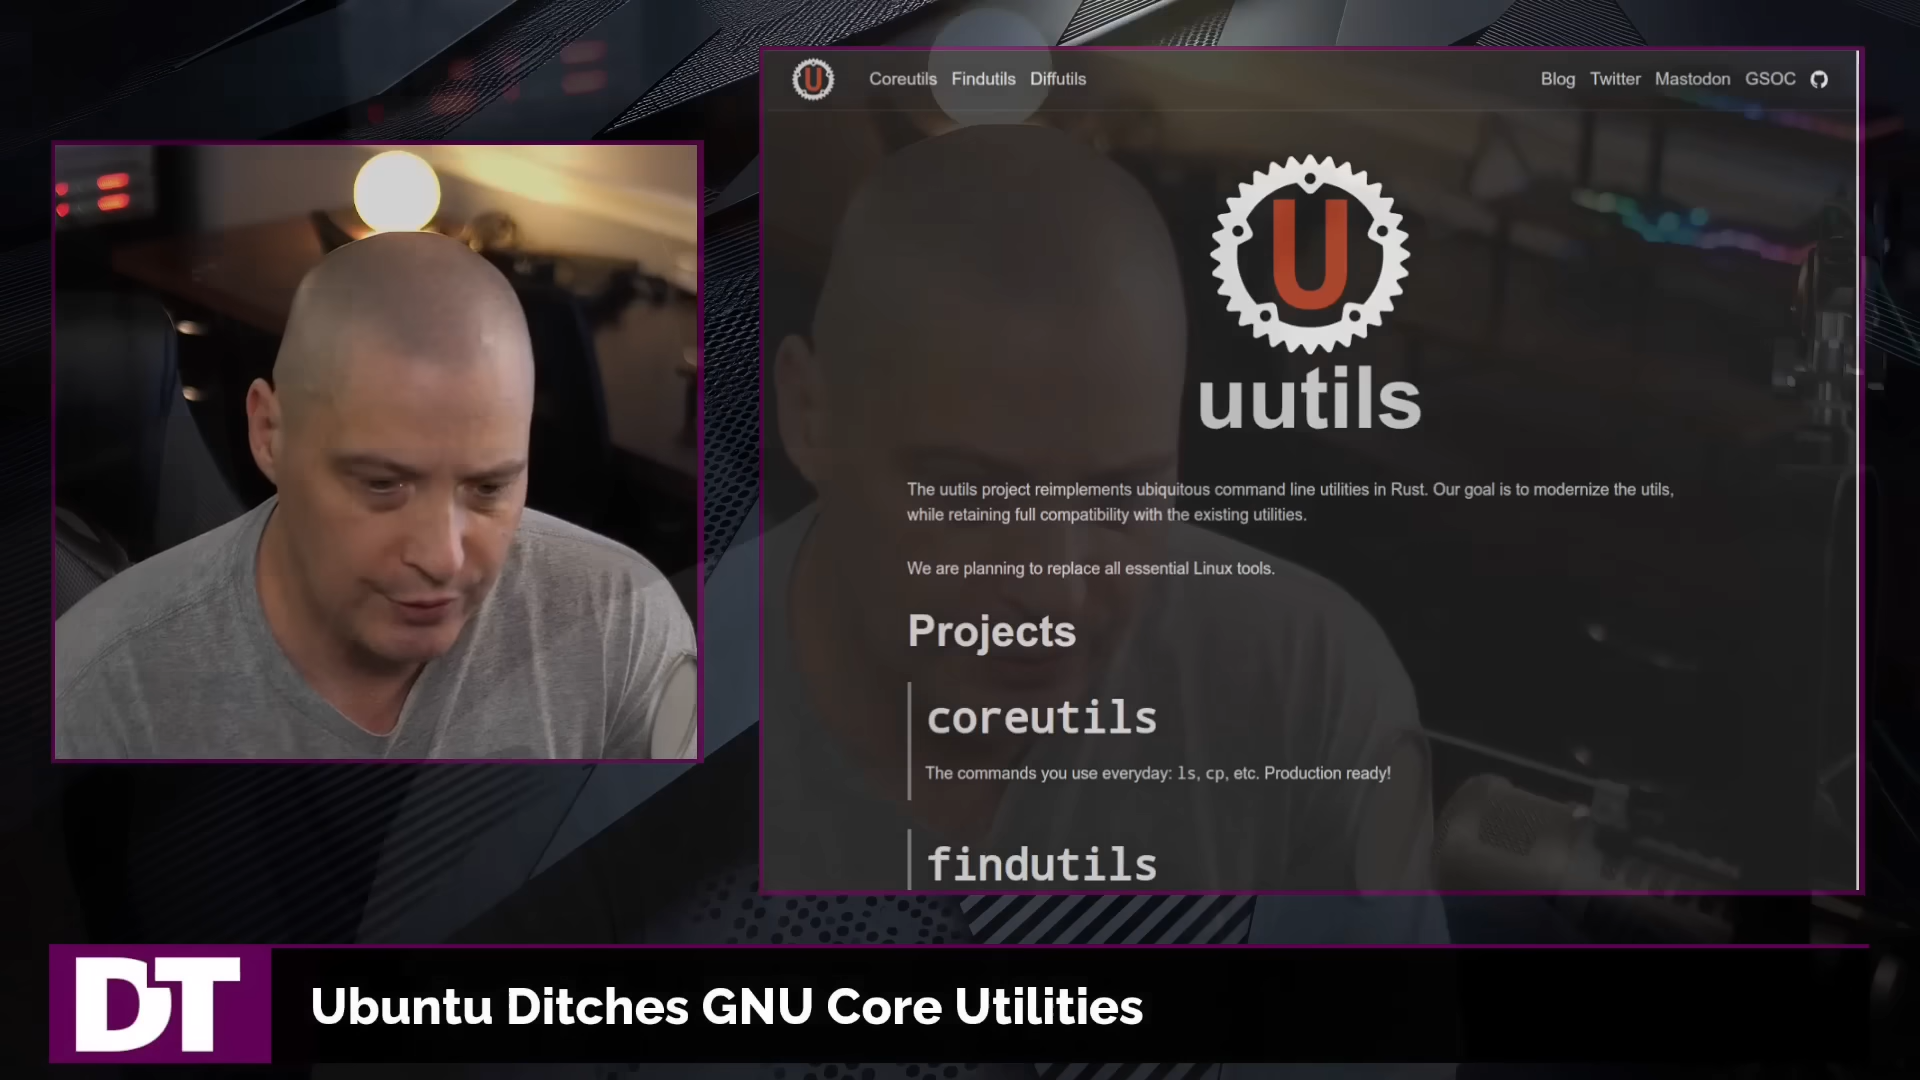 U
Coreutils Findutils Diffutils
Blog Twitter Mastodon GSOC
U
uutils
The uutils project reimplements ubiquitous command line utilities in Rust. Our goal is to modernize the utils,
while retaining full compatibility with the existing utilities.
We are planning to replace all essential Linux tools.
Projects
coreutils
The commands you use everyday: ls, cp, etc. Production ready!
findutils
DT
Ubuntu Ditches GNU Core Utilities